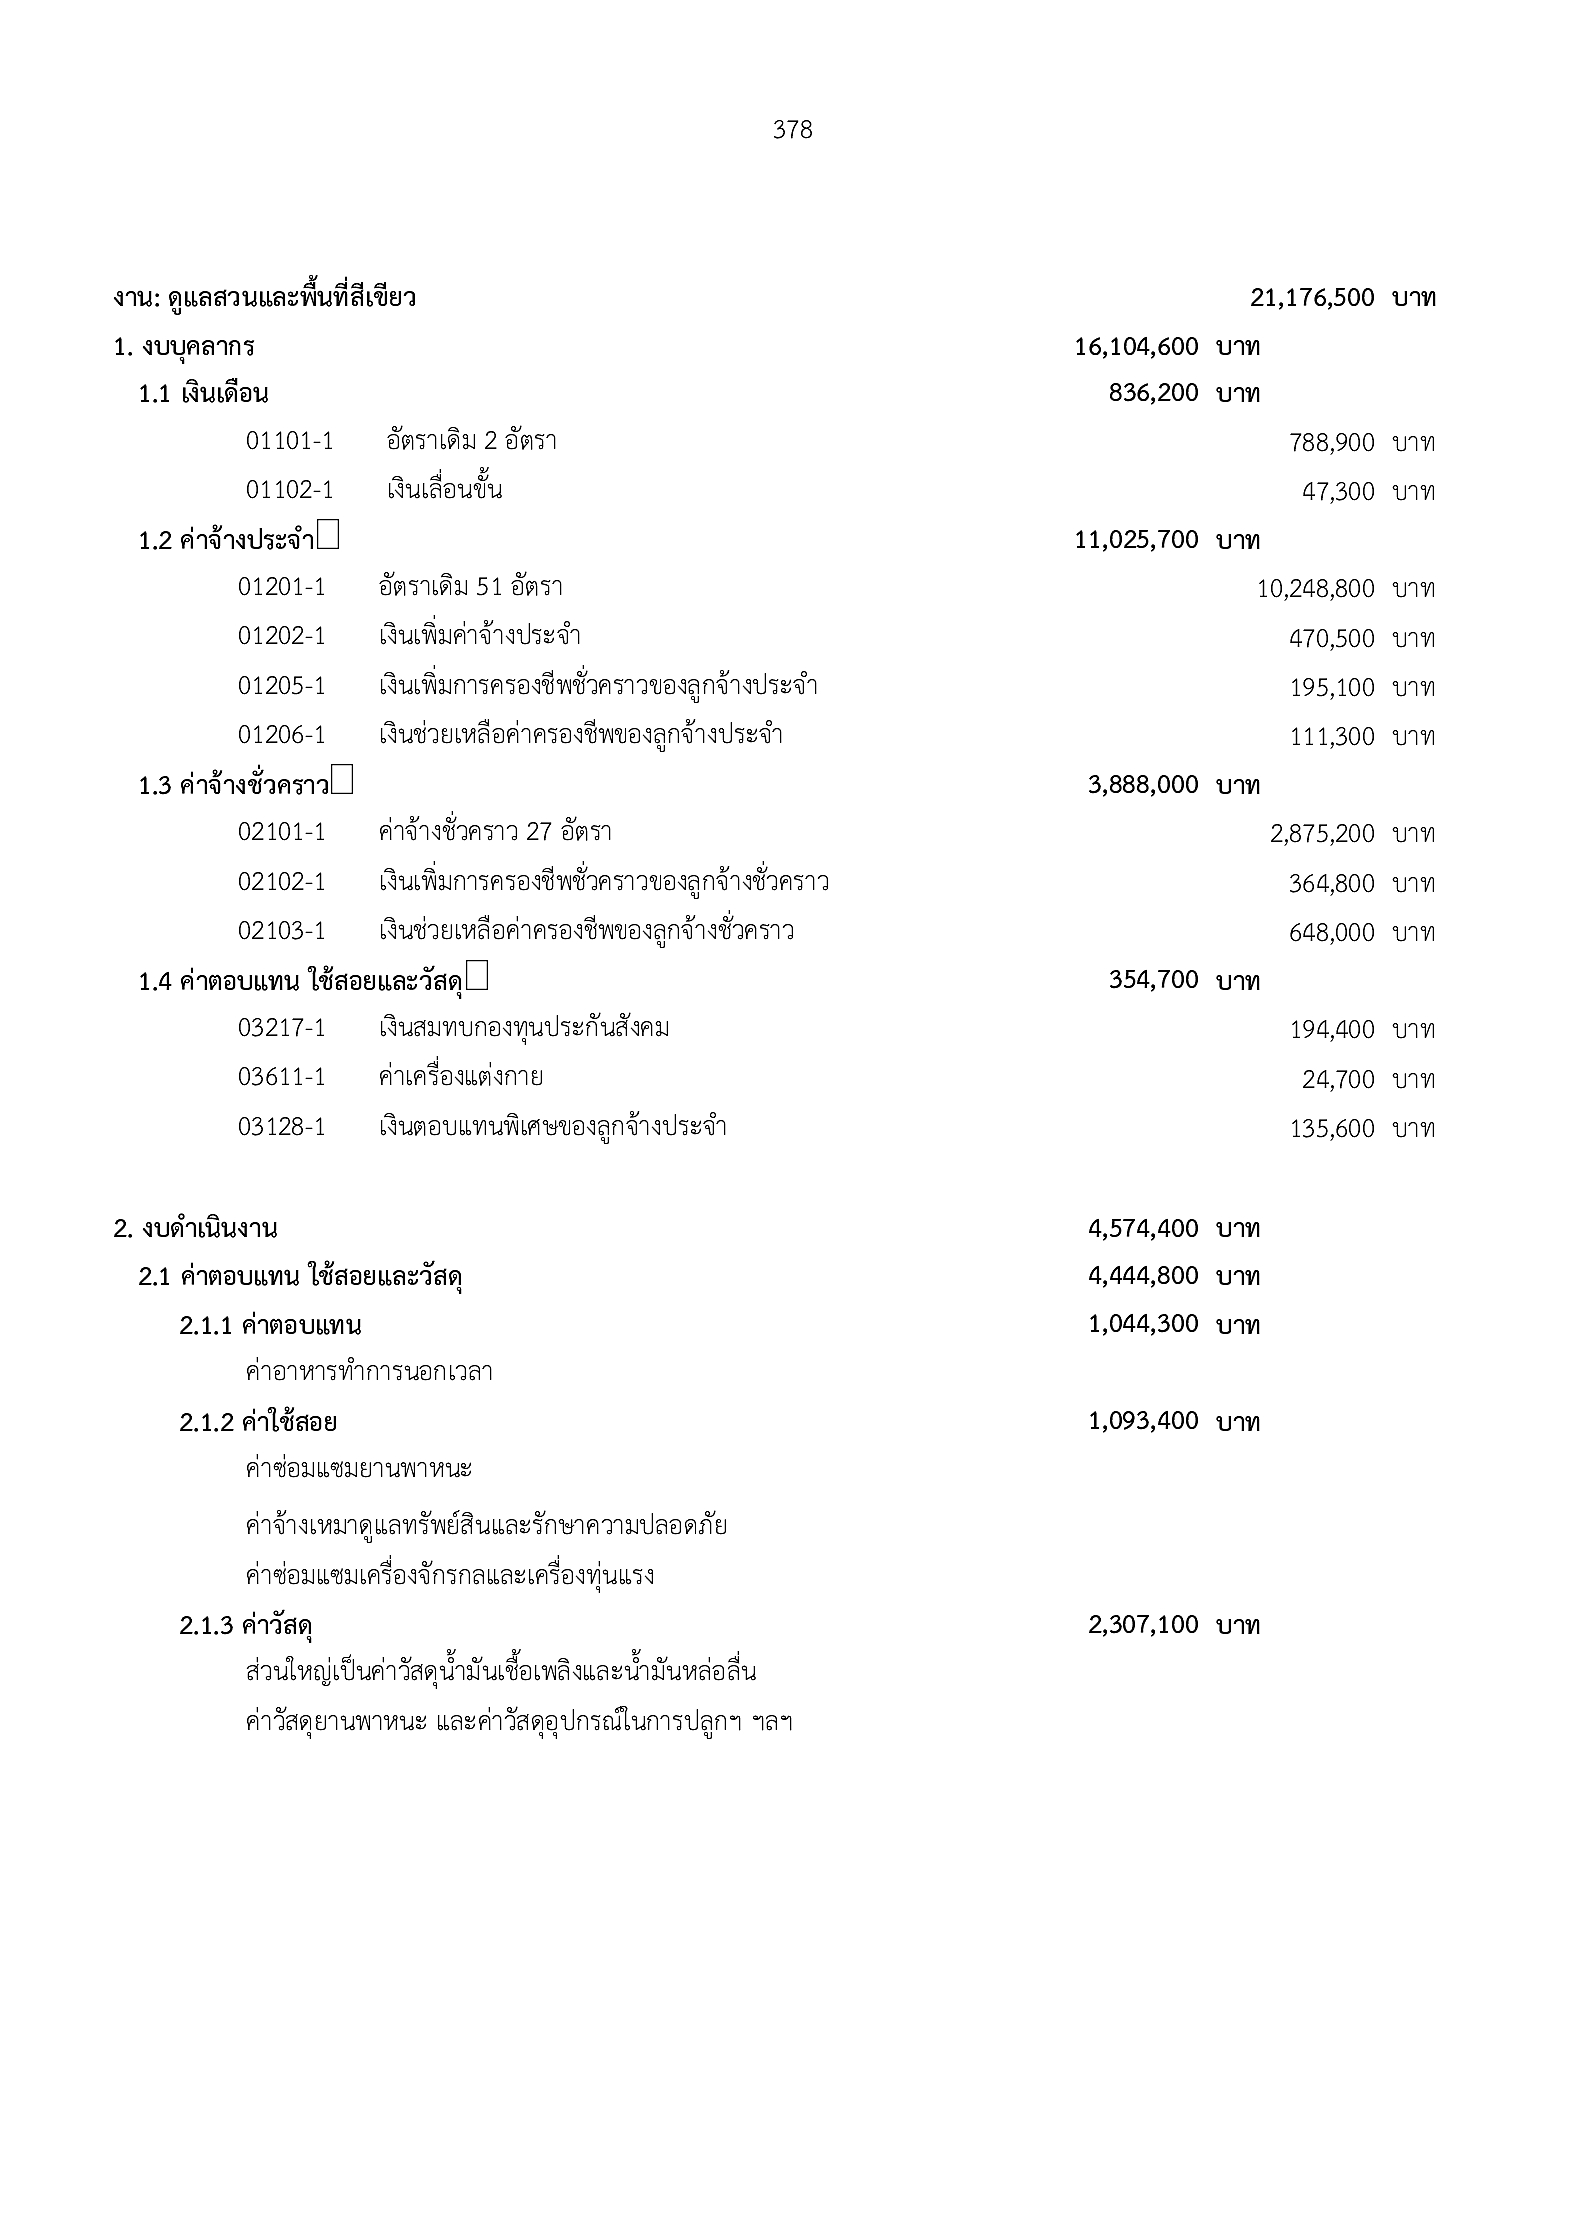 378
งาน: ดูแลสวนและพื้นที่สีเขียว 21,176,500 บาท
1. งบบุคลากร 16,104,600 บาท
1.1 เงินเดือน 836,200 บาท
01101-1 อัตราเดิม 2 อัตรา 788,900 บาท
01102-1 เงินเลื่อนขั้น 47,300 บาท
1.2 ค่าจ้างประจำ 11,025,700 บาท
01201-1 อัตราเดิม 51 อัตรา 10,248,800 บาท
01202-1 เงินเพิ่มค่าจ้างประจำ 470,500 บาท
01205-1 เงินเพิ่มการครองชีพชั่วคราวของลูกจ้างประจำ 195,100 บาท
01206-1 เงินช่วยเหลือค่าครองชีพของลูกจ้างประจำ 111,300 บาท
1.3 ค่าจ้างชั่วคราว 3,888,000 บาท
02101-1 ค่าจ้างชั่วคราว 27 อัตรา 2,875,200 บาท
02102-1 เงินเพิ่มการครองชีพชั่วคราวของลูกจ้างชั่วคราว 364,800 บาท
02103-1 เงินช่วยเหลือค่าครองชีพของลูกจ้างชั่วคราว 648,000 บาท
1.4 ค่าตอบแทน ใช้สอยและวัสดุ 354,700 บาท
03217-1 เงินสมทบกองทุนประกันสังคม 194,400 บาท
03611-1 ค่าเครื่องแต่งกาย 24,700 บาท
03128-1 เงินตอบแทนพิเศษของลูกจ้างประจำ 135,600 บาท
2. งบดำเนินงาน 4,574,400 บาท
2.1 ค่าตอบแทน ใช้สอยและวัสดุ 4,444,800 บาท
2.1.1 ค่าตอบแทน 1,044,300 บาท
ค่าอาหารทำการนอกเวลา
2.1.2 ค่าใช้สอย 1,093,400 บาท
ค่าซ่อมแซมยานพาหนะ
ค่าจ้างเหมาดูแลทรัพย์สินและรักษาความปลอดภัย
ค่าซ่อมแซมเครื่องจักรกลและเครื่องทุ่นแรง
2.1.3 ค่าวัสดุ 2,307,100 บาท
ส่วนใหญ่เป็นค่าวัสดุน้ำมันเชื้อเพลิงและน้ำมันหล่อลื่น
ค่าวัสดุยานพาหนะ และค่าวัสดุอุปกรณ์ในการปลูกฯ ฯลฯ